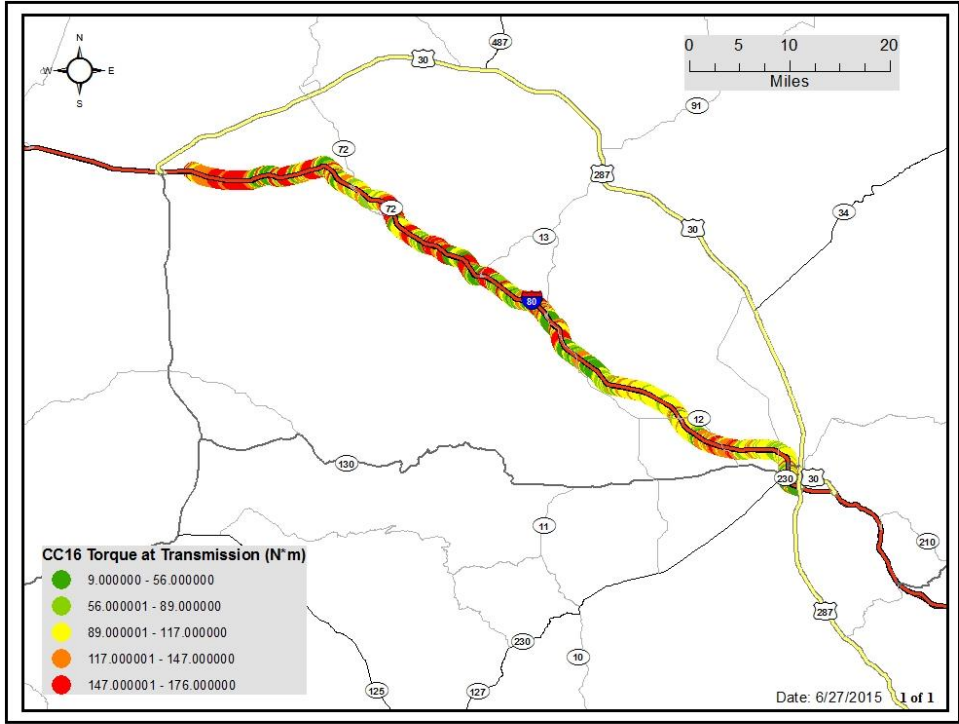 N
W E
S
487
30
0 5 10 20
Miles
91
72
287
72
34
13
30
80
12
130
230
30
11
210
CC16 Torque at Transmission (N*m)
9.000000 - 56.000000
56.000001 - 89.000000
89.000001 - 117.000000
117.000001 - 147.000000
147.000001 - 176.000000
287
230
10
125
127
Date: 6/27/2015 1 of 1